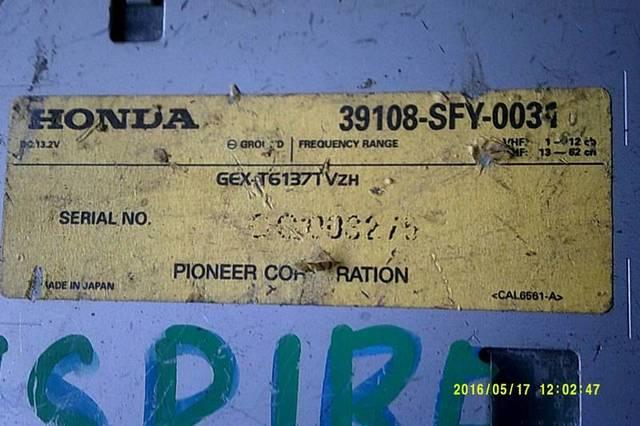 HONDA 39108-SFY-0031
DC.13.2V ⊖ GROUND FREQUENCY RANGE VHF: 1 — 12 ch
UHF: 13 — 62 ch
GEX-T6137TVZH
SERIAL NO.
PIONEER CORPORATION
MADE IN JAPAN <CAL6561-A>
SPIRE
2016/05/17 12:02:47